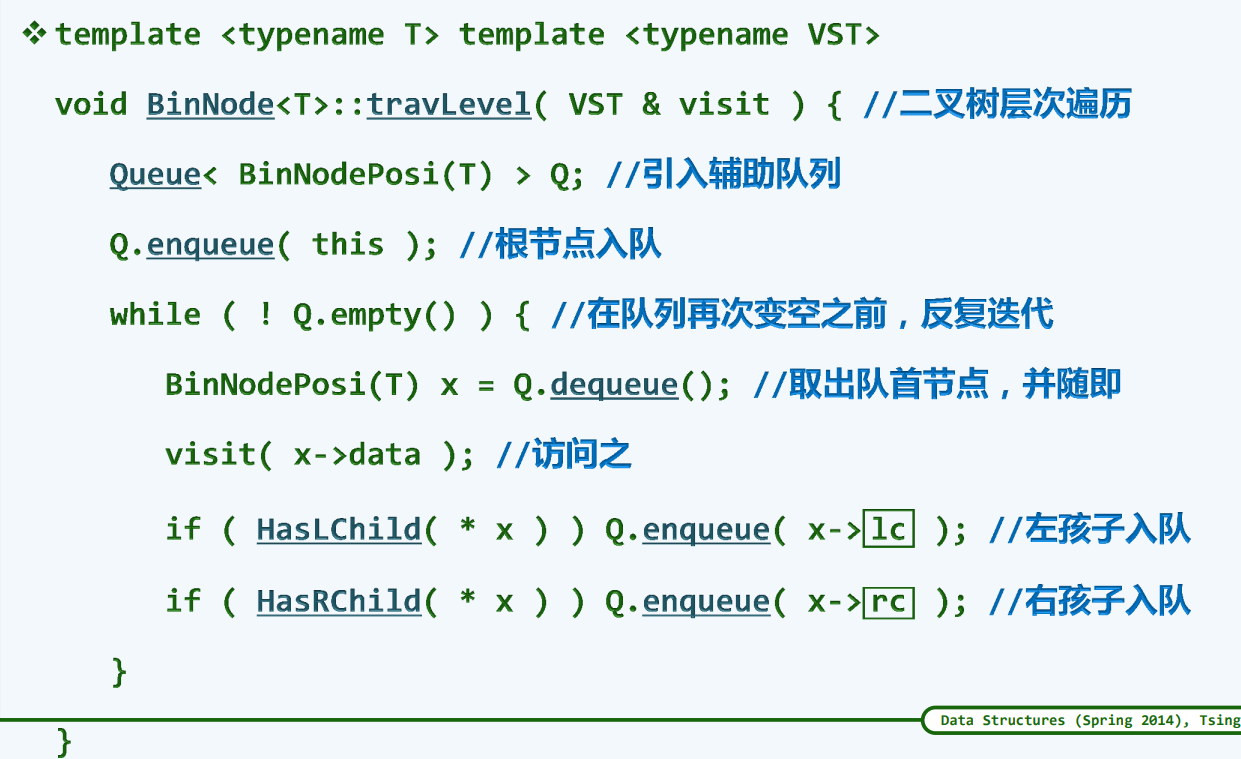 ❖ template <typename T> template <typename VST>
void BinNode<T>::travLevel( VST & visit ) { //二叉树层次遍历
Queue< BinNodePosi(T) > Q; //引入辅助队列
Q.enqueue( this ); //根节点入队
while ( ! Q.empty() ) { //在队列再次变空之前，反复迭代
BinNodePosi(T) x = Q.dequeue(); //取出队首节点，并随即
visit( x->data ); //访问之
if ( HasLChild( * x ) ) Q.enqueue( x->lc ); //左孩子入队
if ( HasRChild( * x ) ) Q.enqueue( x->rc ); //右孩子入队
}
Data Structures (Spring 2014), Tsing
}